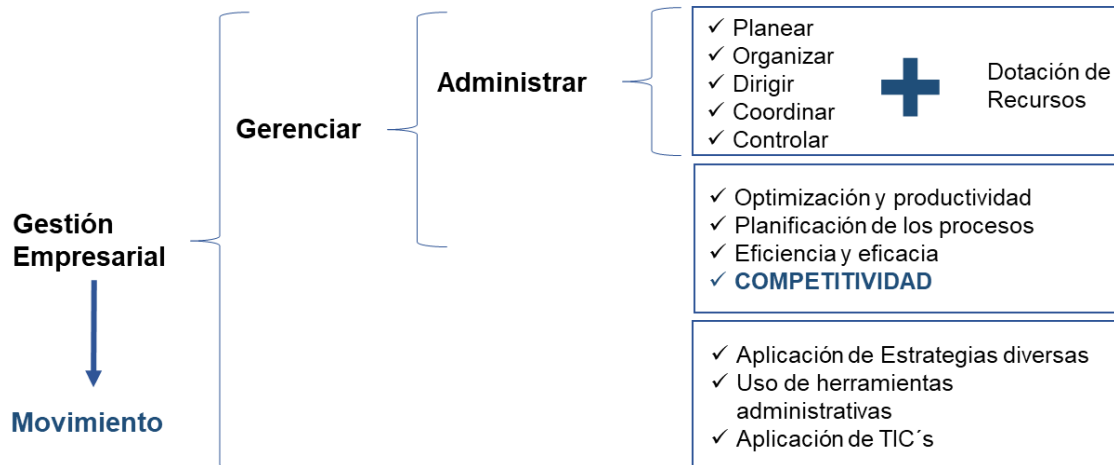 Gestión
Empresarial
Movimiento
Gerenciar
Administrar
✓ Planear
✓ Organizar
✓ Dirigir
✓ Coordinar
✓ Controlar
Dotación de
Recursos
✓ Optimización y productividad
✓ Planificación de los procesos
✓ Eficiencia y eficacia
✓ COMPETITIVIDAD
✓ Aplicación de Estrategias diversas
✓ Uso de herramientas
administrativas
✓ Aplicación de TIC´s